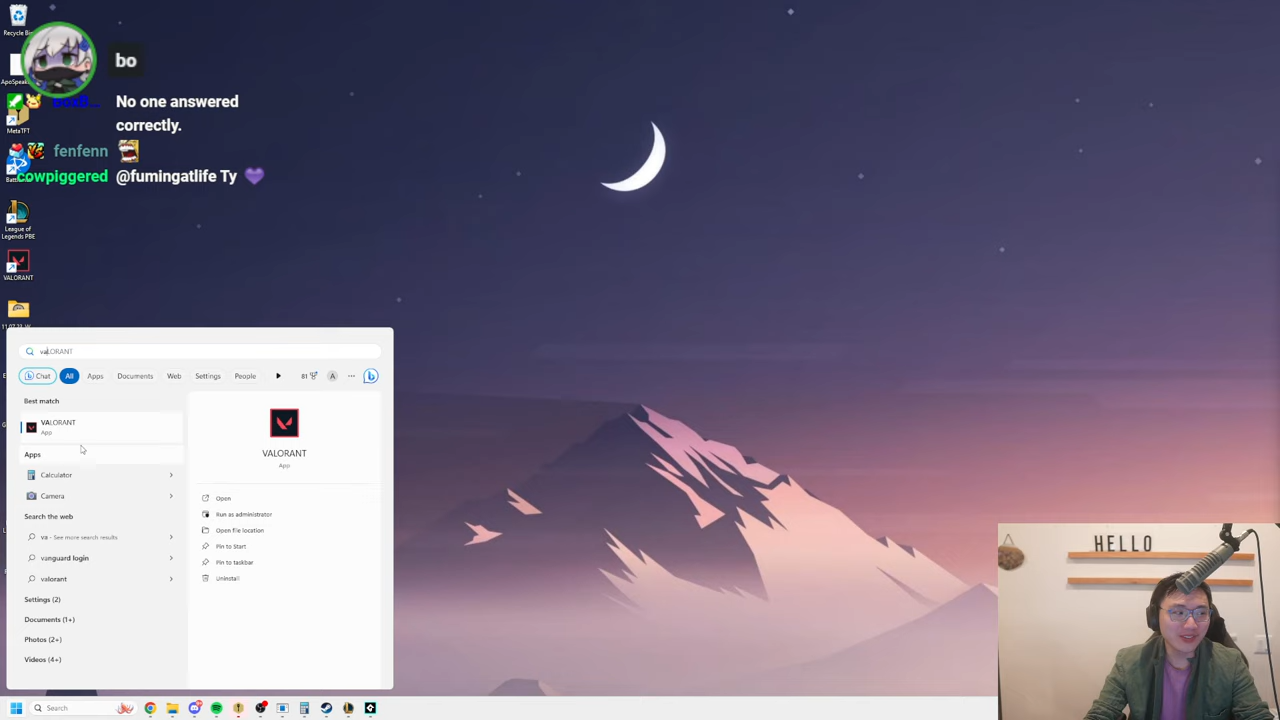 Recycle Bin
bo
No one answered
correctly.
MetaTFT
fenfenn
cowpiggered @fumingatlife Ty
League of
Legends PBE
VALORANT
vaLORANT
Chat
All
Apps
Documents
Web
Settings
People
81
A
Best match
VALORANT
App
Apps
Calculator
Camera
Search the web
va - See more search results
vanguard login
valorant
Settings (2)
Documents (1+)
Photos (2+)
Videos (4+)
VALORANT
App
Open
Run as administrator
Open file location
Pin to Start
Pin to taskbar
Uninstall
HELLO
Search